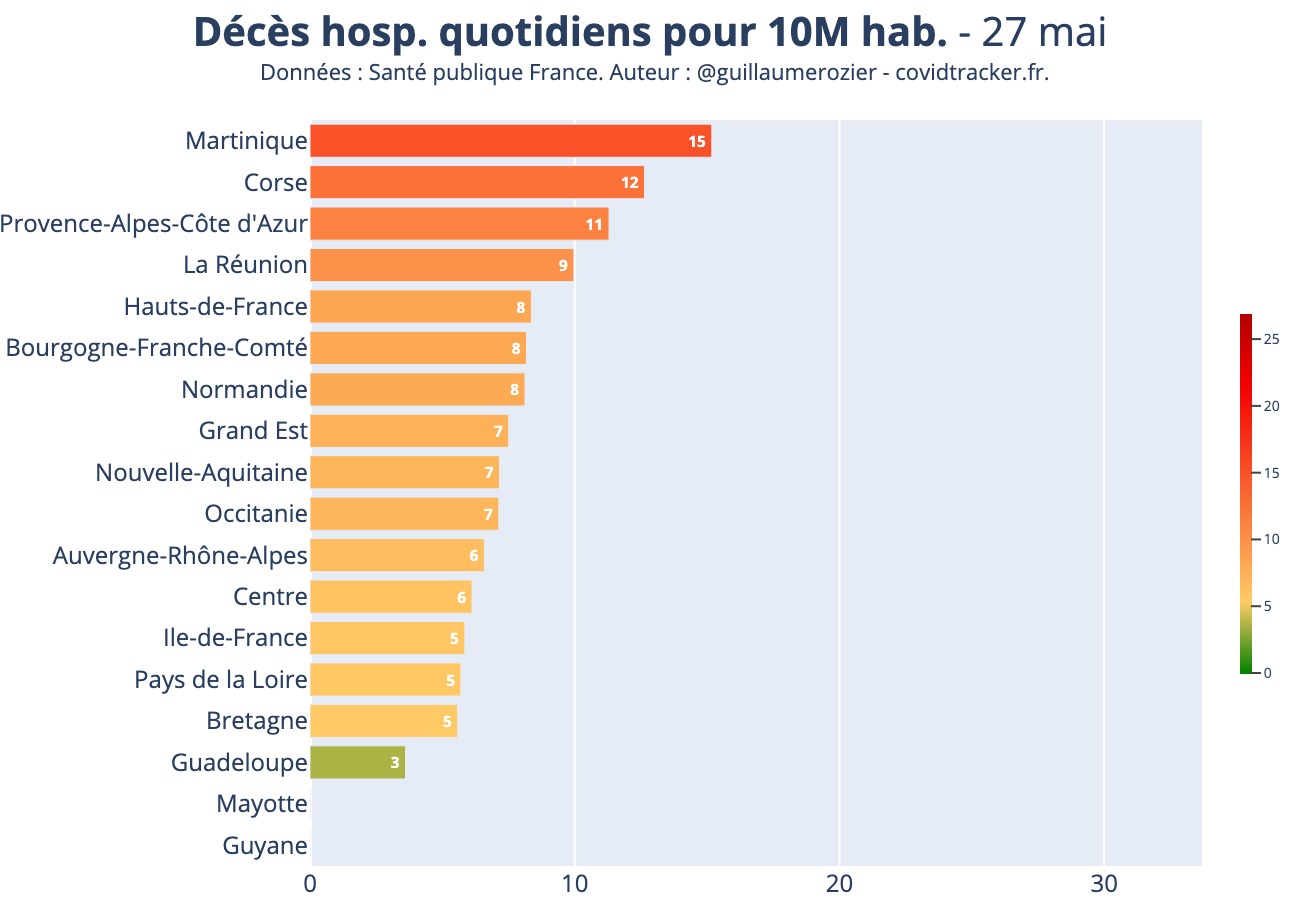 Décès hosp. quotidiens pour 10M hab. - 27 mai
Données : Santé publique France. Auteur : @guillaumerozier - covidtracker.fr.
Martinique 15
Corse 12
Provence-Alpes-Côte d'Azur 11
La Réunion 9
Hauts-de-France 8
Bourgogne-Franche-Comté 8
Normandie 8
Grand Est 7
Nouvelle-Aquitaine 7
Occitanie 7
Auvergne-Rhône-Alpes 6
Centre 6
Ile-de-France 5
Pays de la Loire 5
Bretagne 5
Guadeloupe 3
Mayotte
Guyane
0 10 20 30
25
20
15
10
5
0